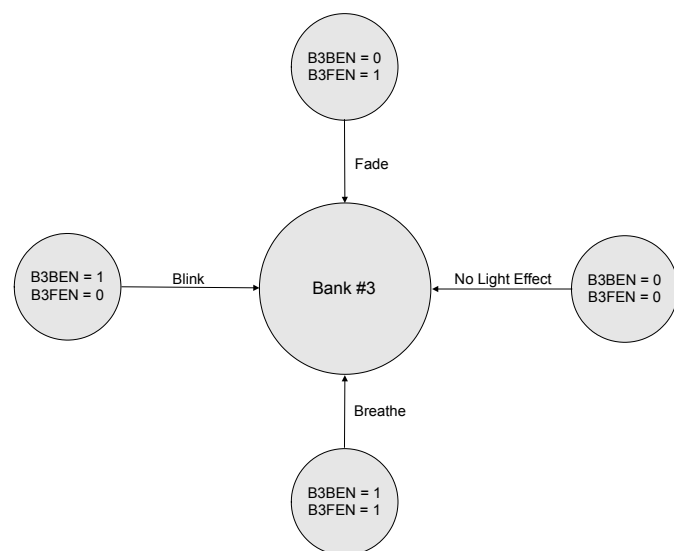 B3BEN = 0
B3FEN = 1
Fade
B3BEN = 1
B3FEN = 0
Blink
Bank #3
No Light Effect
B3BEN = 0
B3FEN = 0
Breathe
B3BEN = 1
B3FEN = 1